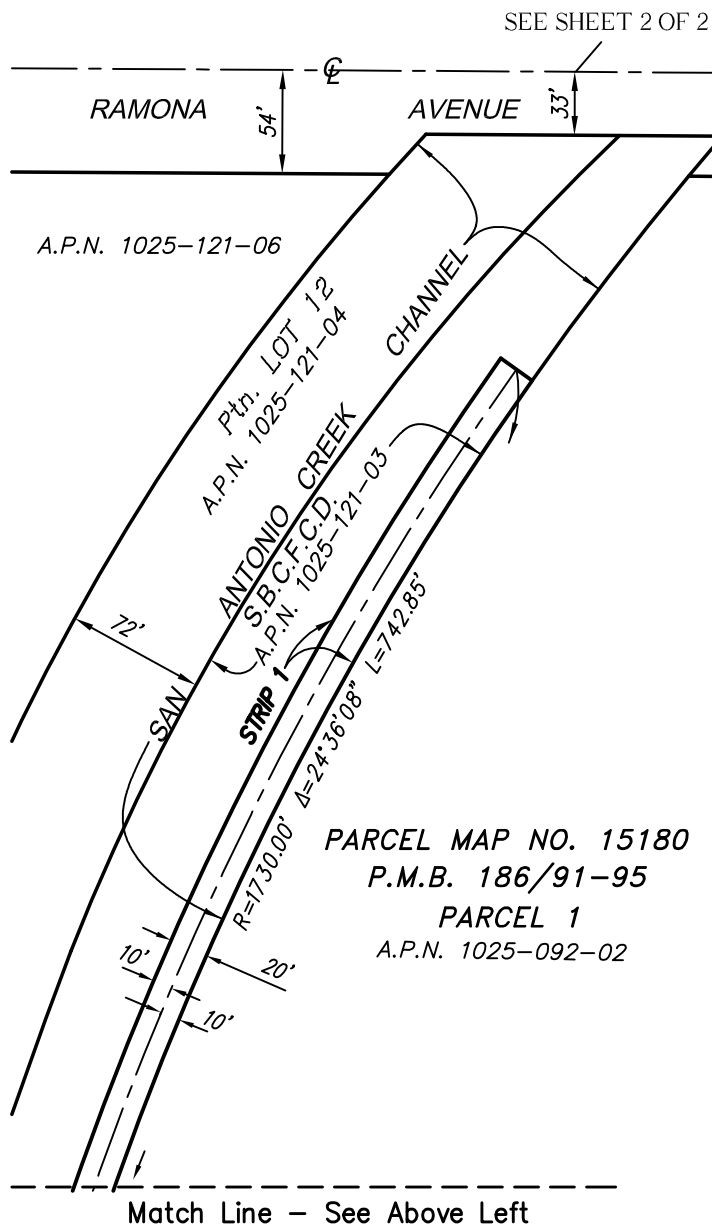 SEE SHEET 2 OF 2
℄
RAMONA AVENUE
54'
33'
A.P.N. 1025-121-06
Ptn. LOT 12
A.P.N. 1025-121-04
SAN ANTONIO CREEK CHANNEL
S.B.C.F.C.D.
A.P.N. 1025-121-03
72'
STRIP 1
R=1730.00' Δ=24°36'08" L=742.85'
PARCEL MAP NO. 15180
P.M.B. 186/91-95
PARCEL 1
A.P.N. 1025-092-02
10'
20'
10'
Match Line - See Above Left